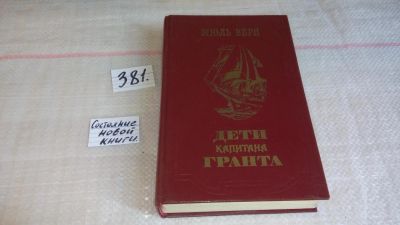 381.
Состояние
новой
книги.
ЖЮЛЬ ВЕРН
ДЕТИ
КАПИТАНА
ГРАНТА